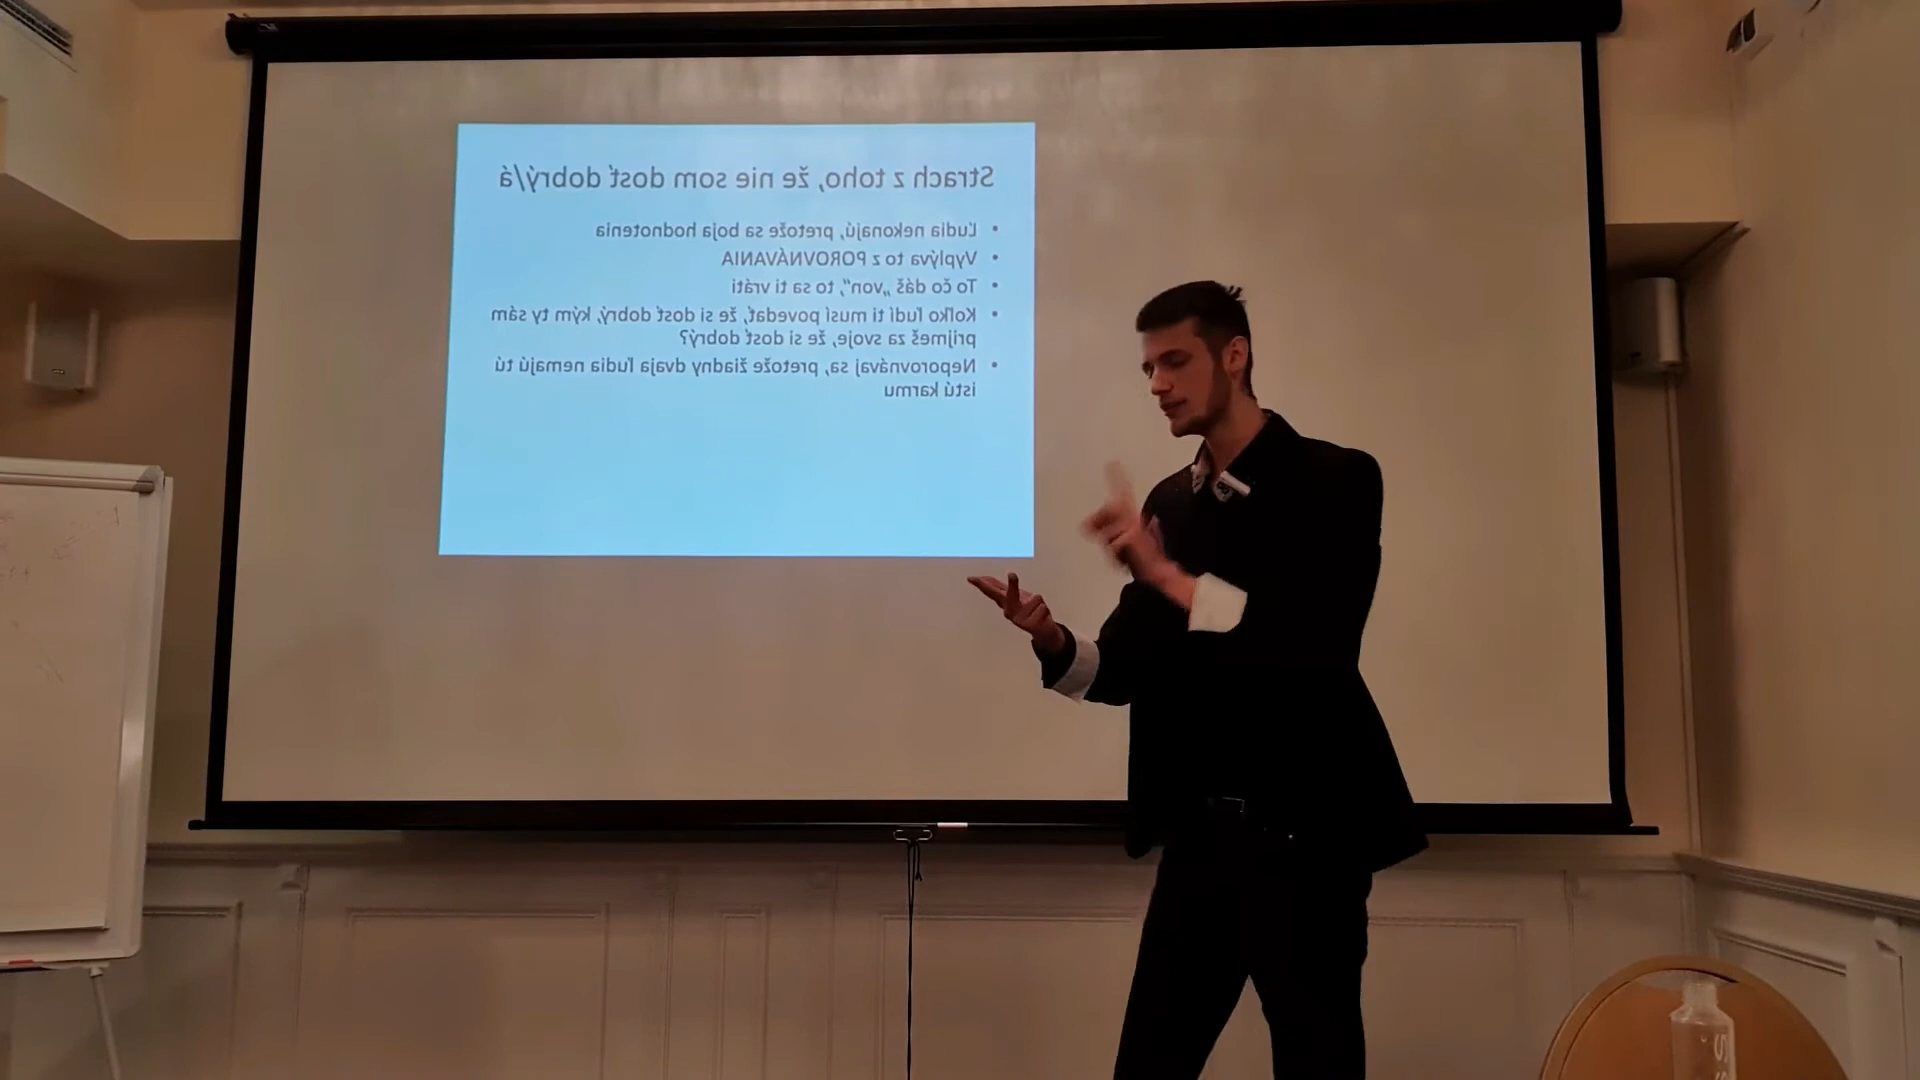 Strach z toho, že nie som dosť dobrý/á
• Ľudia nekonajú, pretože sa boja hodnotenia
• Vyplýva to z POROVNÁVANIA
• To čo dáš „von“, to sa ti vráti
• Koľko ľudí ti musí povedať, že si dosť dobrý, kým ty sám
prijmeš za svoje, že si dosť dobrý?
• Neporovnávaj sa, pretože žiadny dvaja ľudia nemajú tú
istú karmu